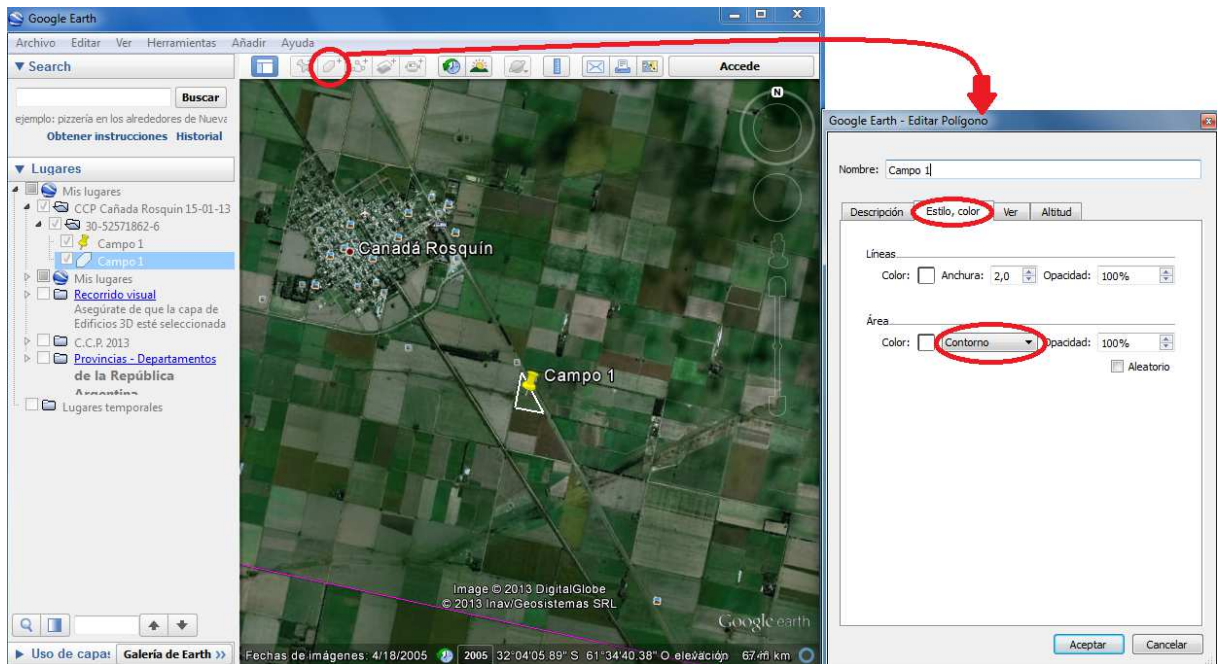 Google Earth
Archivo Editar Ver Herramientas Añadir Ayuda
Search
Buscar
ejemplo: pizzería en los alrededores de Nueva
Obtener instrucciones Historial
Lugares
Mis lugares
CCP Cañada Rosquin 15-01-13
30-52571862-6
Campo 1
Campo 1
Mis lugares
Recorrido visual
Asegúrate de que la capa de
Edificios 3D esté seleccionada
C.C.P. 2013
Provincias - Departamentos
de la República
Argentina
Lugares temporales
Uso de capas
Galería de Earth >>
Accede
N
Canadá Rosquín
Campo 1
Image © 2013 DigitalGlobe
© 2013 Inav/Geosistemas SRL
Google earth
Fechas de imágenes: 4/18/2005 2005 32°04'05.89" S 61°34'40.38" O elevación 67 m km
Google Earth - Editar Polígono
Nombre: Campo 1
Descripción Estilo, color Ver Altitud
Líneas
Color: Anchura: 2,0 Opacidad: 100%
Área
Color: Contorno Opacidad: 100%
Aleatorio
Aceptar Cancelar